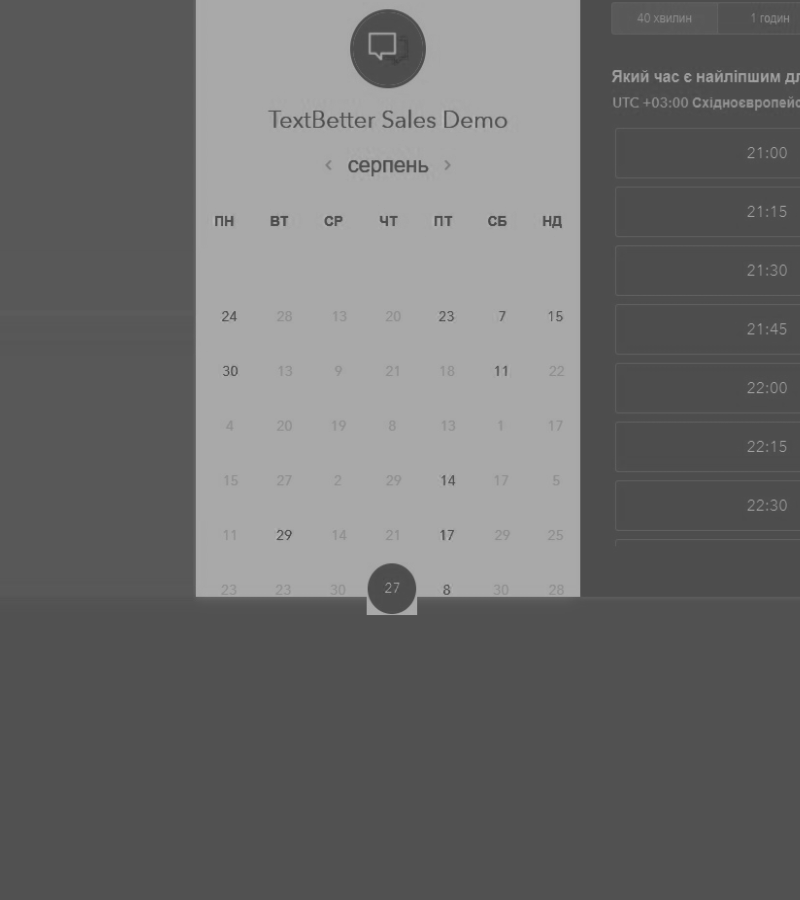 TextBetter Sales Demo
‹ серпень ›
ПН ВТ СР ЧТ ПТ СБ НД
24 28 13 20 23 7 15
30 13 9 21 18 11 22
4 20 19 8 13 1 17
15 27 2 29 14 17 5
11 29 14 21 17 29 25
23 23 30 27 8 30 28
40 хвилин 1 годин
Який час є найліпшим дл
UTC +03:00 Східноєвропейс
21:00
21:15
21:30
21:45
22:00
22:15
22:30